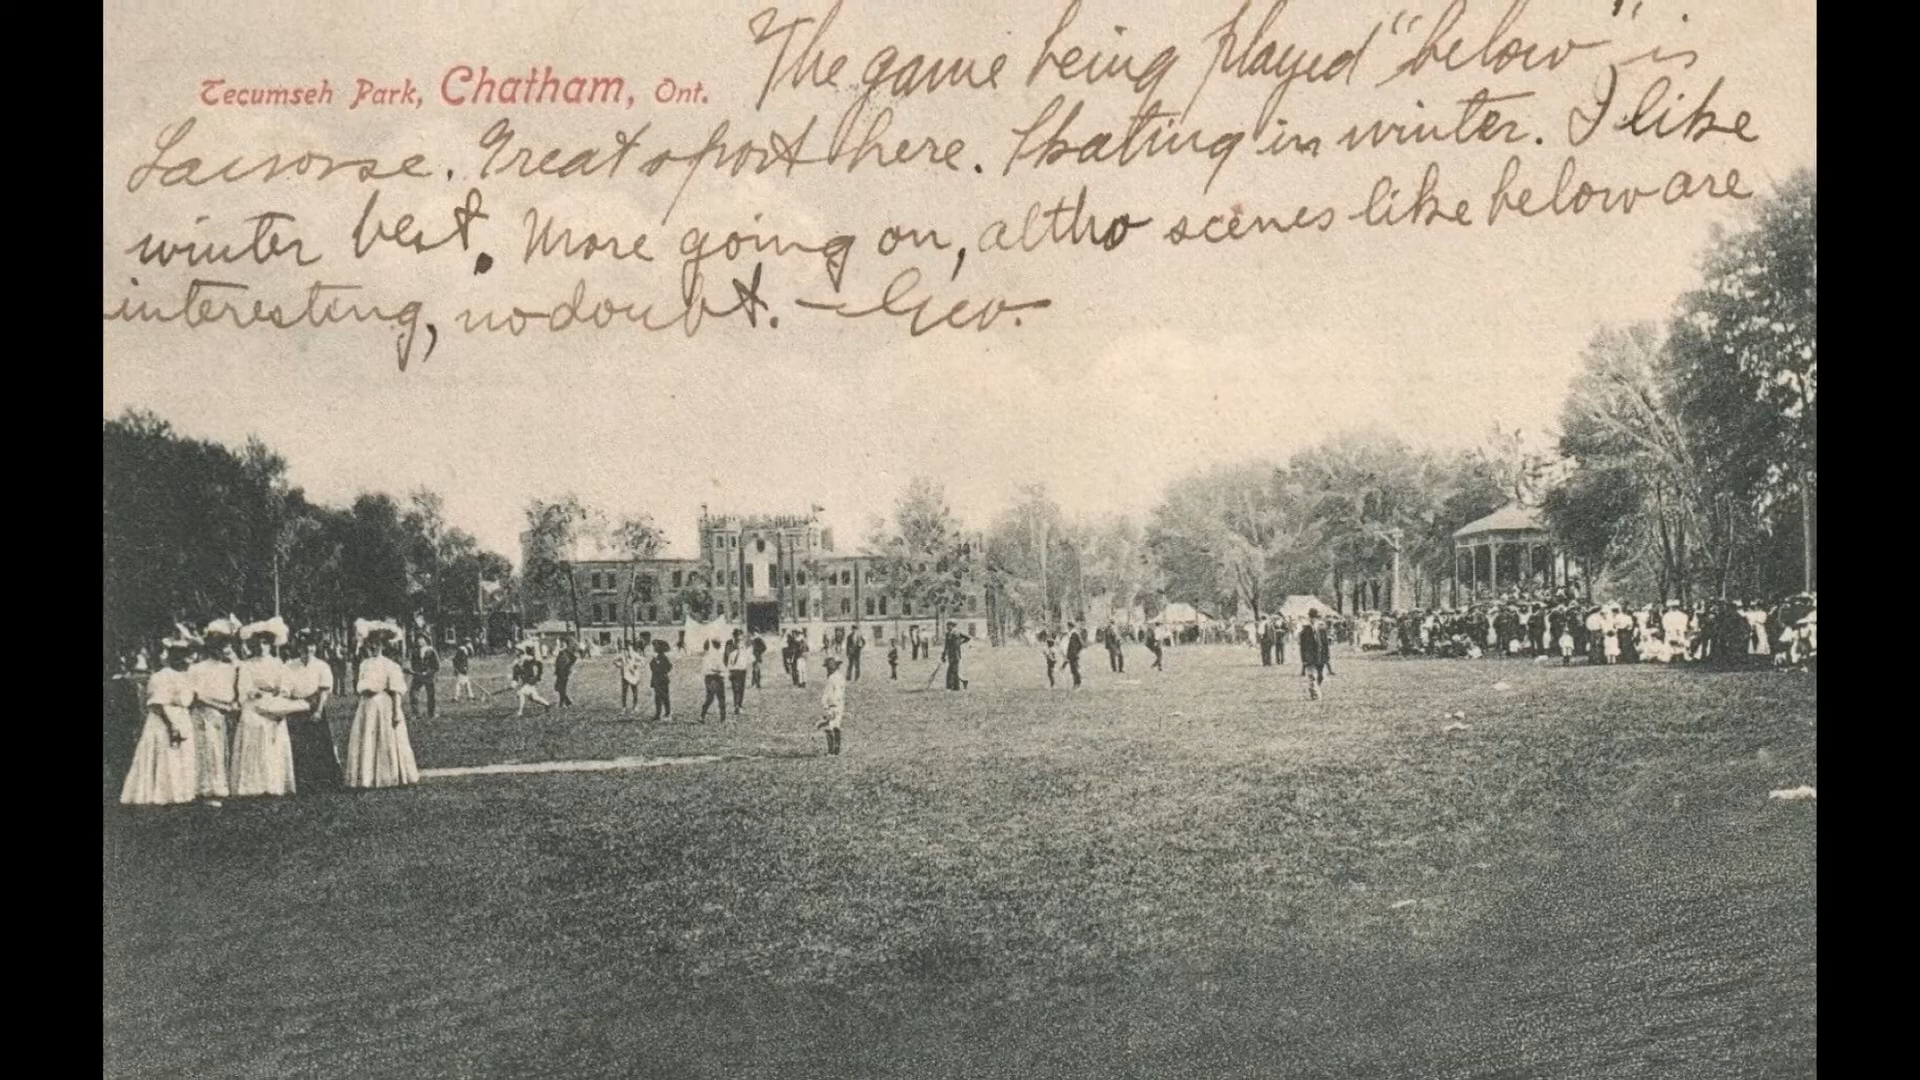 Tecumseh Park, Chatham, Ont.
The game being played "below" is
Lacrosse. Great sport here. Skating in winter. I like
winter best. More going on, altho scenes like below are
interesting, no doubt. – Geo.